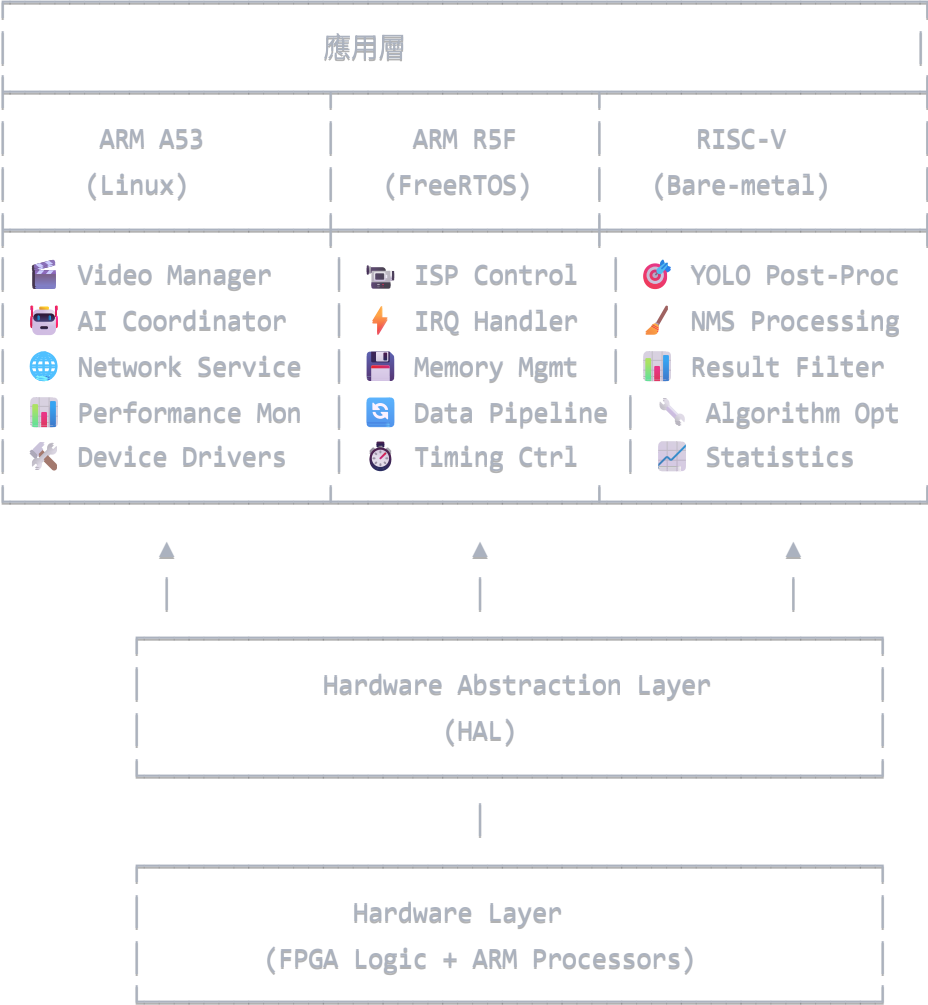 應用層
ARM A53 ARM R5F RISC-V
(Linux) (FreeRTOS) (Bare-metal)
Video Manager ISP Control YOLO Post-Proc
AI Coordinator IRQ Handler NMS Processing
Network Service Memory Mgmt Result Filter
Performance Mon Data Pipeline Algorithm Opt
Device Drivers Timing Ctrl Statistics
Hardware Abstraction Layer
(HAL)
Hardware Layer
(FPGA Logic + ARM Processors)